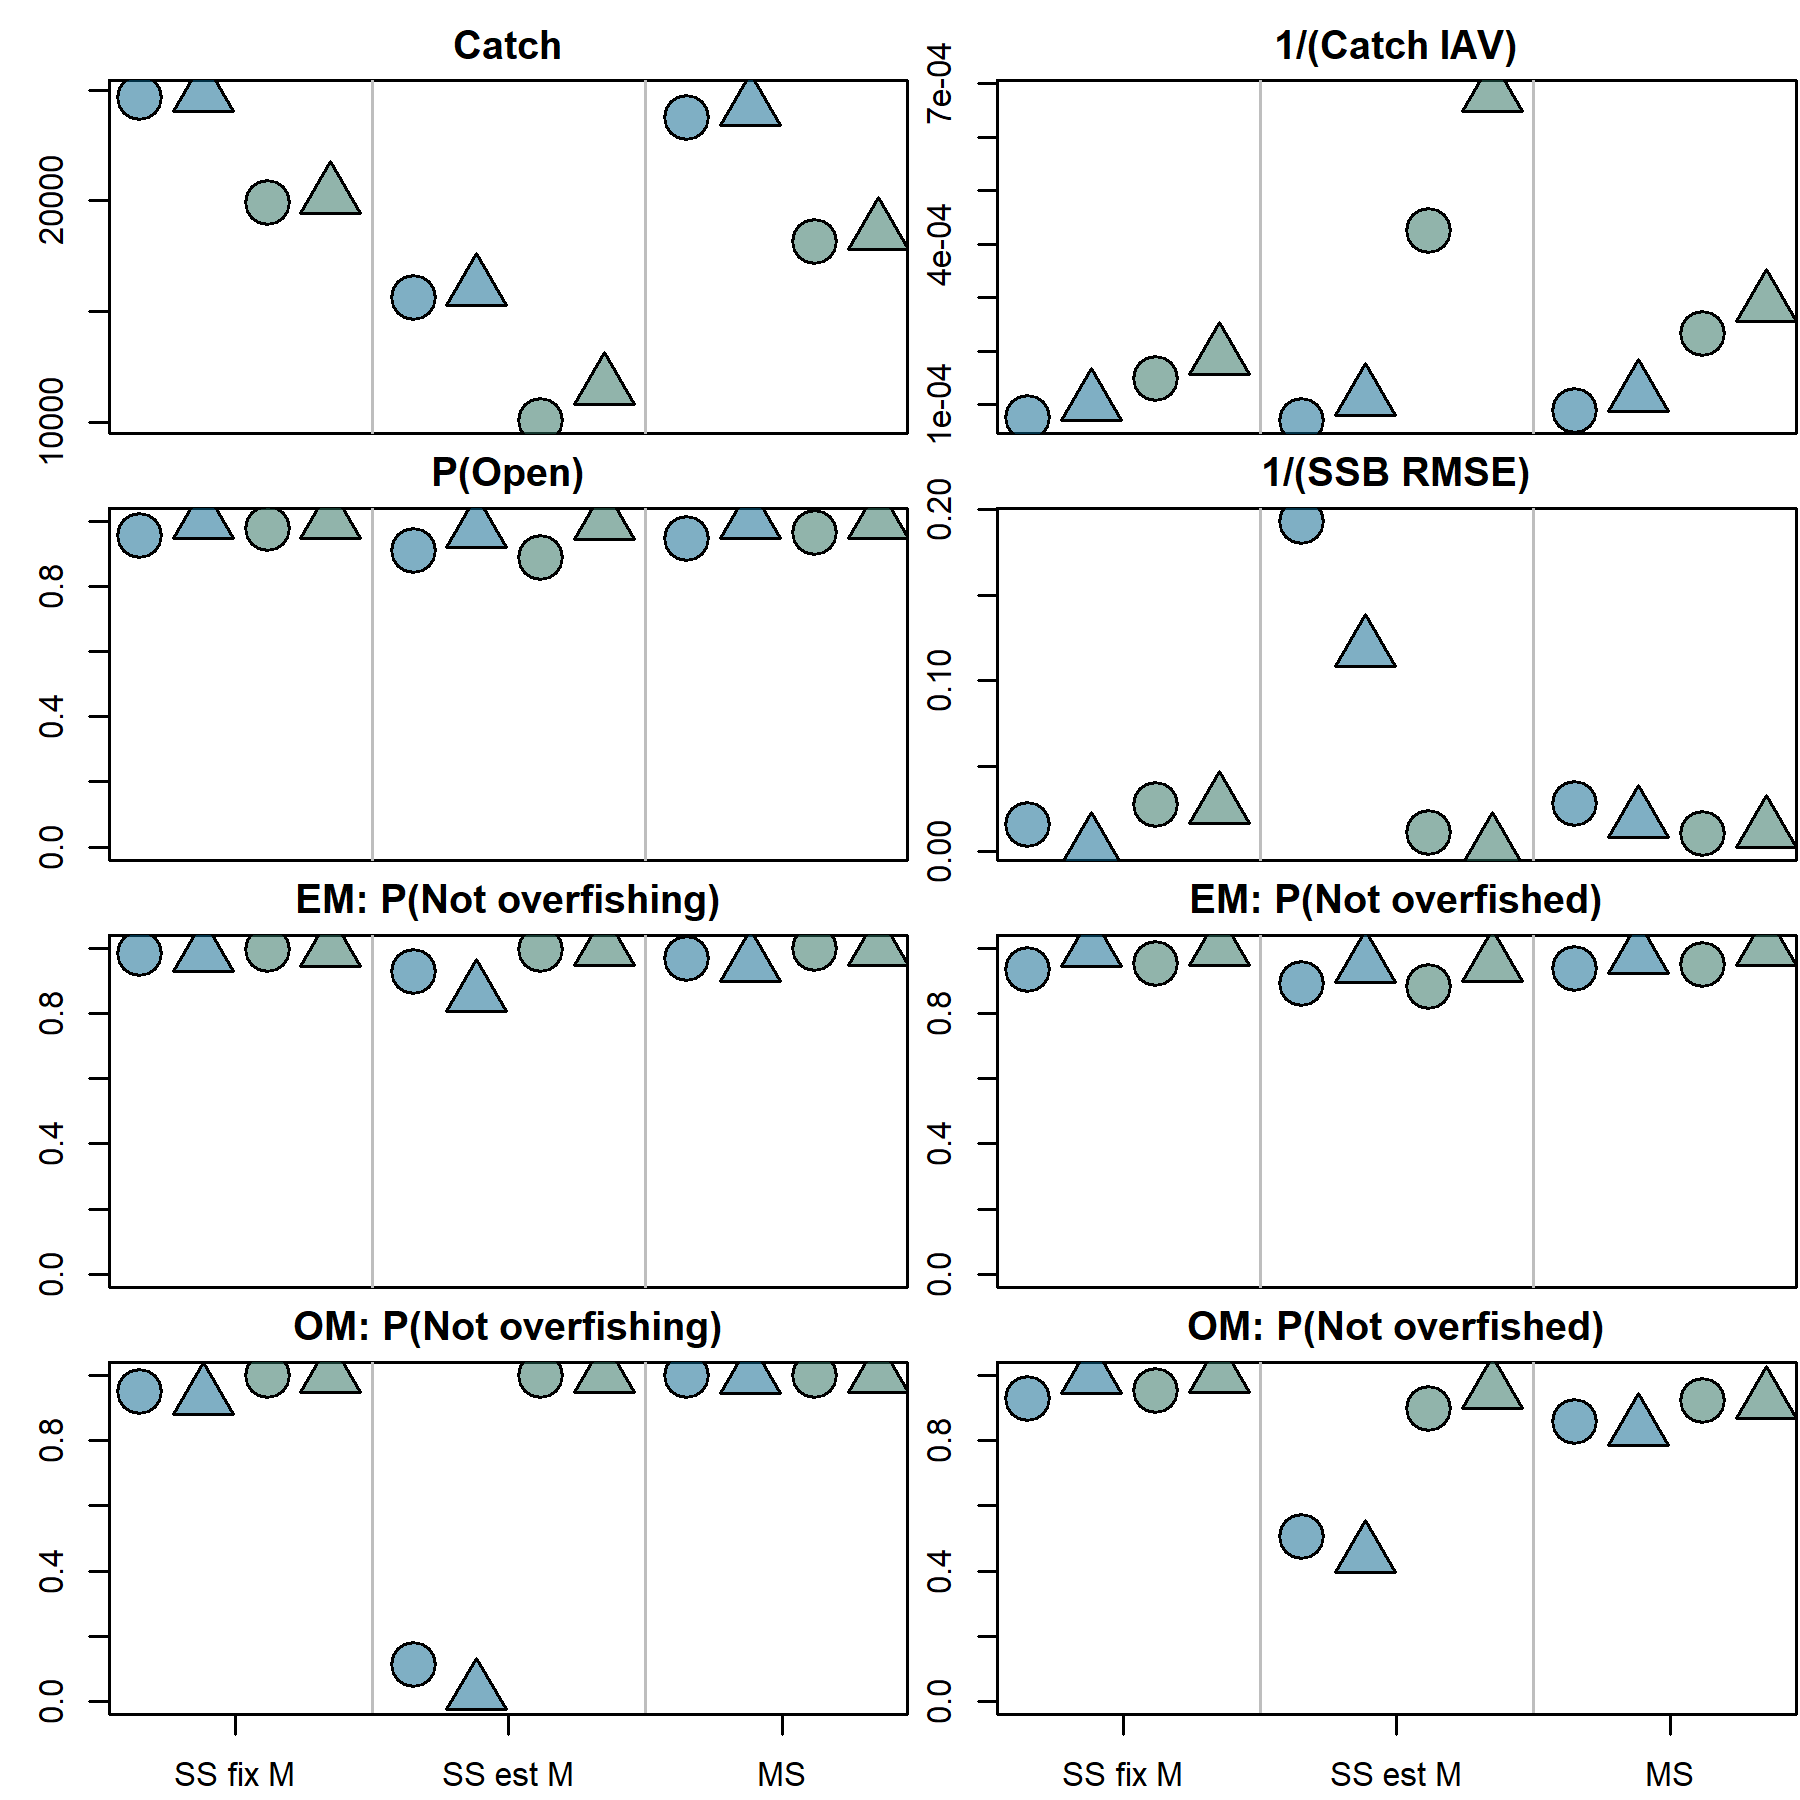 Catch
1/(Catch IAV)
10000
20000
1e-04
4e-04
7e-04
P(Open)
1/(SSB RMSE)
0.0
0.4
0.8
0.00
0.10
0.20
EM: P(Not overfishing)
EM: P(Not overfished)
0.0
0.4
0.8
0.0
0.4
0.8
OM: P(Not overfishing)
OM: P(Not overfished)
0.0
0.4
0.8
0.0
0.4
0.8
SS fix M
SS est M
MS
SS fix M
SS est M
MS